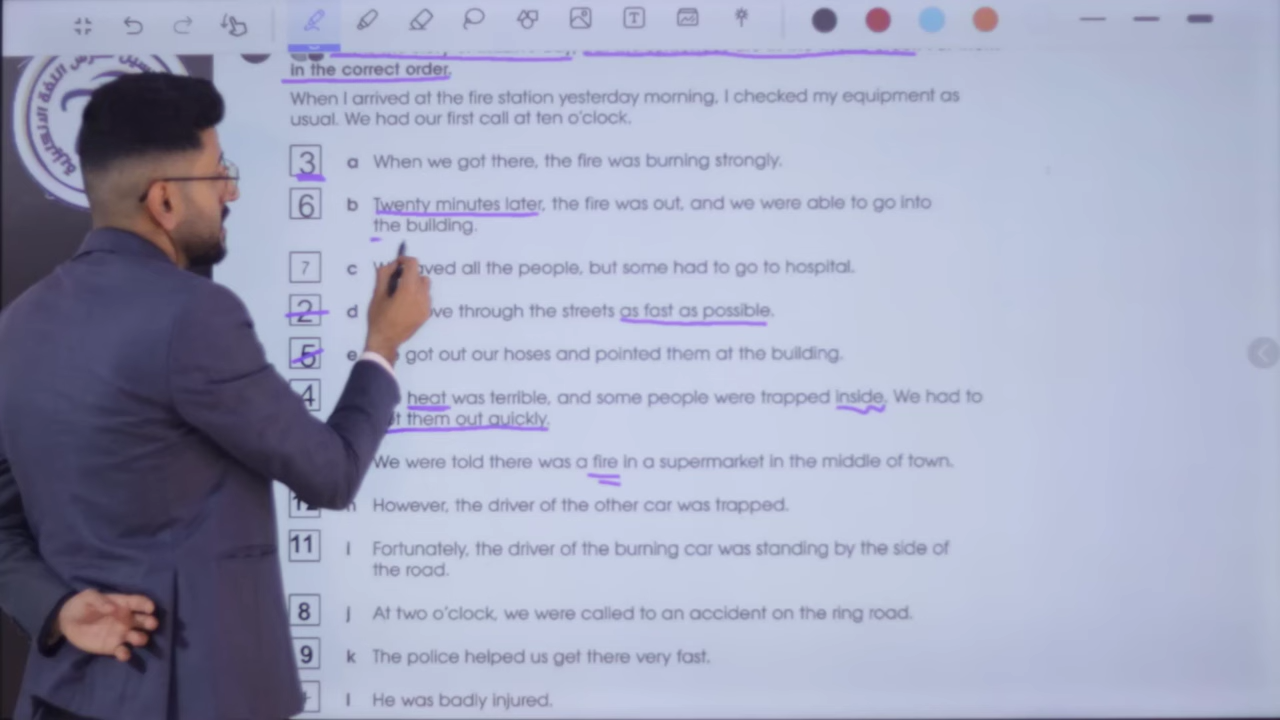 in the correct order.
When I arrived at the fire station yesterday morning, I checked my equipment as
usual. We had our first call at ten o'clock.
3 a When we got there, the fire was burning strongly.
6 b Twenty minutes later, the fire was out, and we were able to go into
the building.
7 c all the people, but some had to go to hospital.
2 d through the streets as fast as possible.
5 e got out our hoses and pointed them at the building.
4 heat was terrible, and some people were trapped inside. We had to
them out quickly.
We were told there was a fire in a supermarket in the middle of town.
12 h However, the driver of the other car was trapped.
11 i Fortunately, the driver of the burning car was standing by the side of
the road.
8 j At two o'clock, we were called to an accident on the ring road.
9 k The police helped us get there very fast.
l He was badly injured.